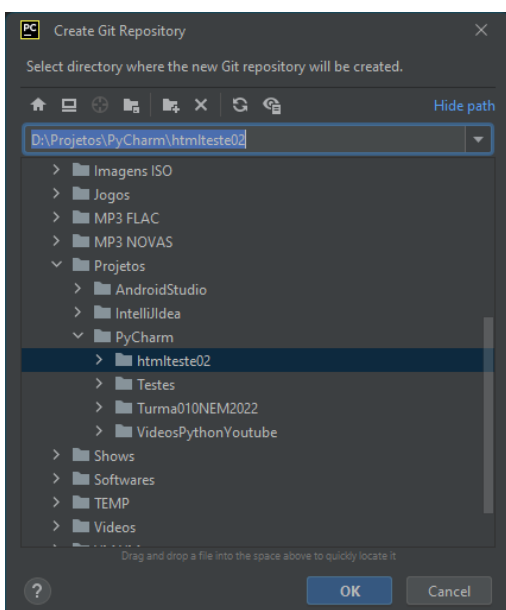 PC Create Git Repository
Select directory where the new Git repository will be created.
Hide path
D:\Projetos\PyCharm\htmlteste02
Imagens ISO
Jogos
MP3 FLAC
MP3 NOVAS
Projetos
AndroidStudio
IntelliJIdea
PyCharm
htmlteste02
Testes
Turma010NEM2022
VideosPythonYoutube
Shows
Softwares
TEMP
Videos
Drag and drop a file into the space above to quickly locate it
? OK Cancel